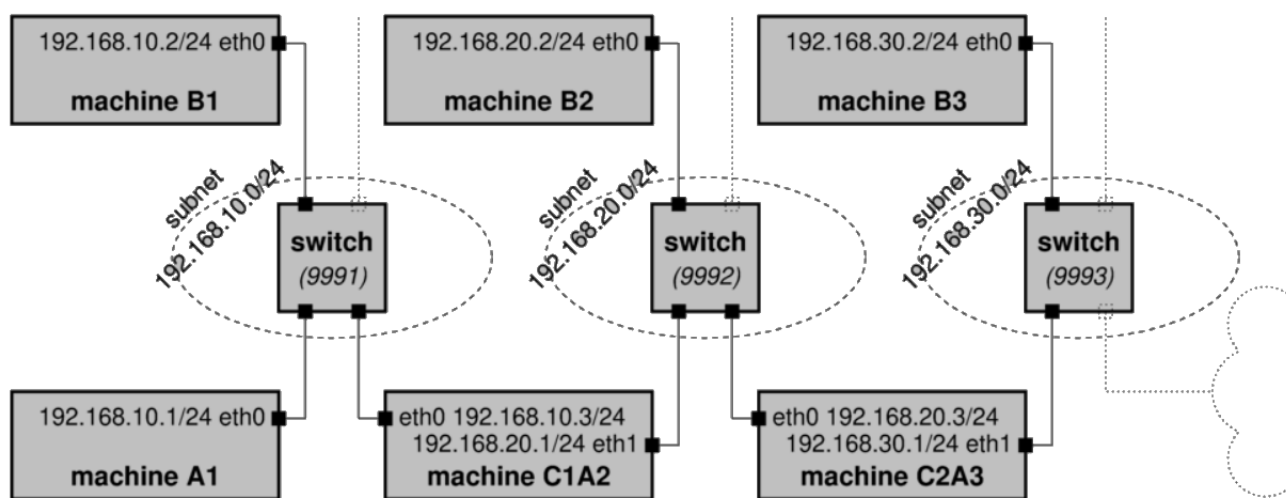 192.168.10.2/24 eth0
machine B1
192.168.20.2/24 eth0
machine B2
192.168.30.2/24 eth0
machine B3
subnet
192.168.10.0/24
switch
(9991)
subnet
192.168.20.0/24
switch
(9992)
subnet
192.168.30.0/24
switch
(9993)
192.168.10.1/24 eth0
machine A1
eth0 192.168.10.3/24
192.168.20.1/24 eth1
machine C1A2
eth0 192.168.20.3/24
192.168.30.1/24 eth1
machine C2A3